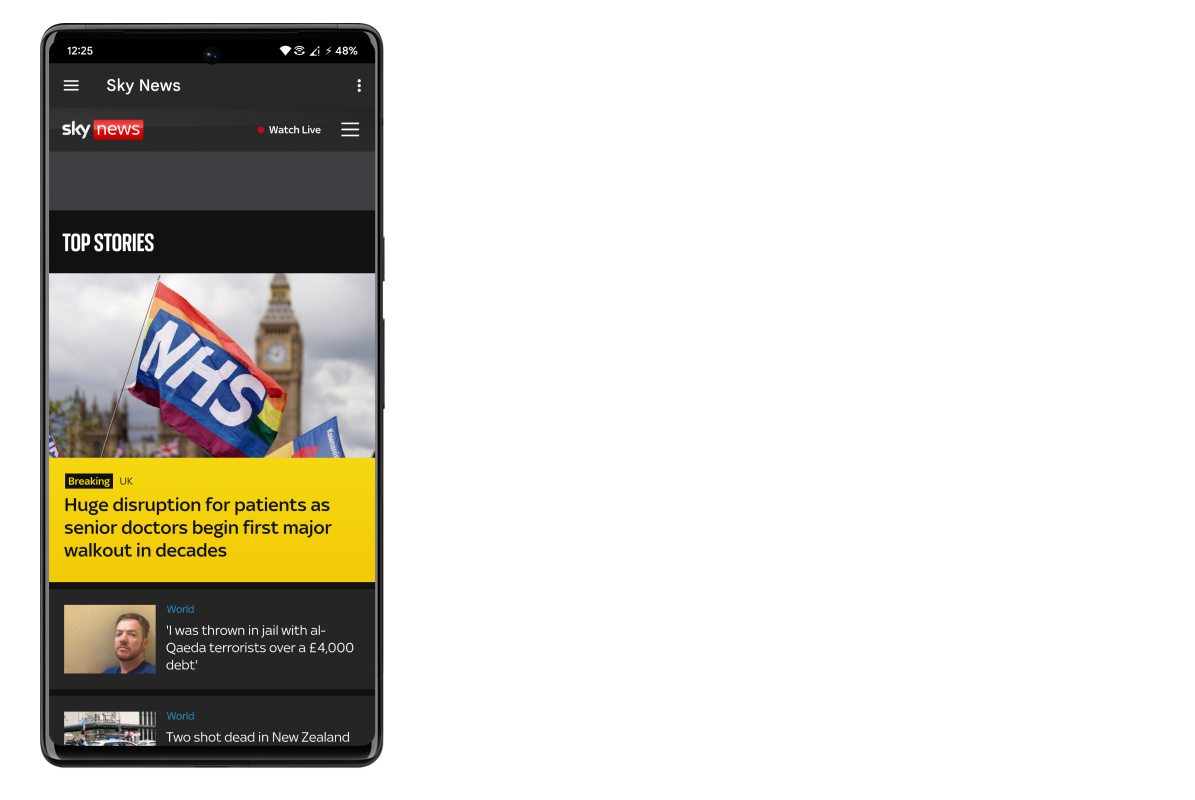 12:25
48%
Sky News
sky news
Watch Live
TOP STORIES
NHS
Breaking UK
Huge disruption for patients as
senior doctors begin first major
walkout in decades
World
'I was thrown in jail with al-
Qaeda terrorists over a £4,000
debt'
World
Two shot dead in New Zealand